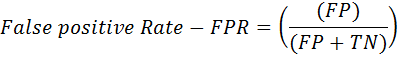 False positive Rate − FPR = ( (FP) / (FP + TN) )